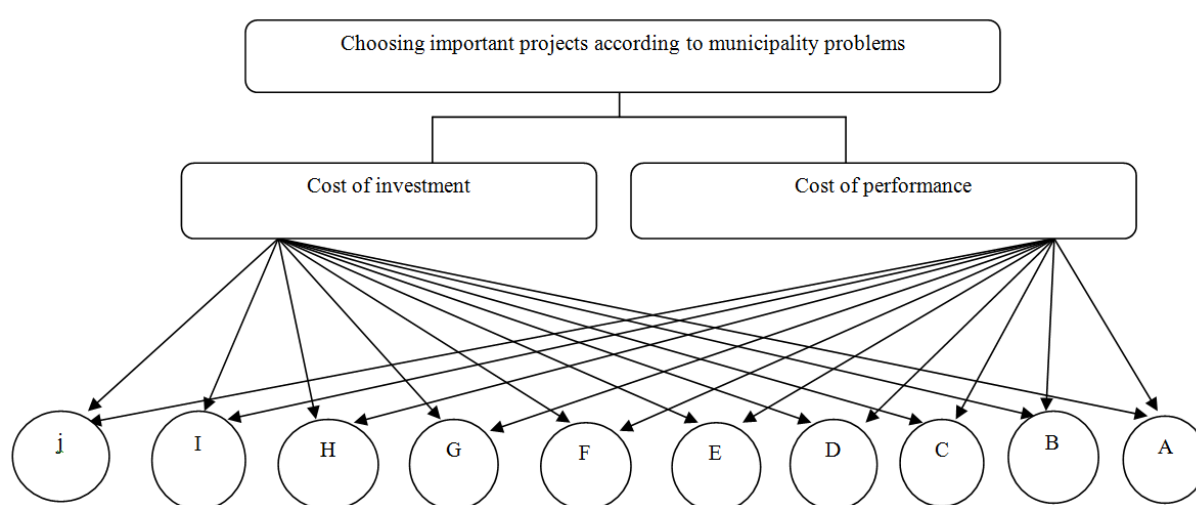 Choosing important projects according to municipality problems
Cost of investment
Cost of performance
j
I
H
G
F
E
D
C
B
A